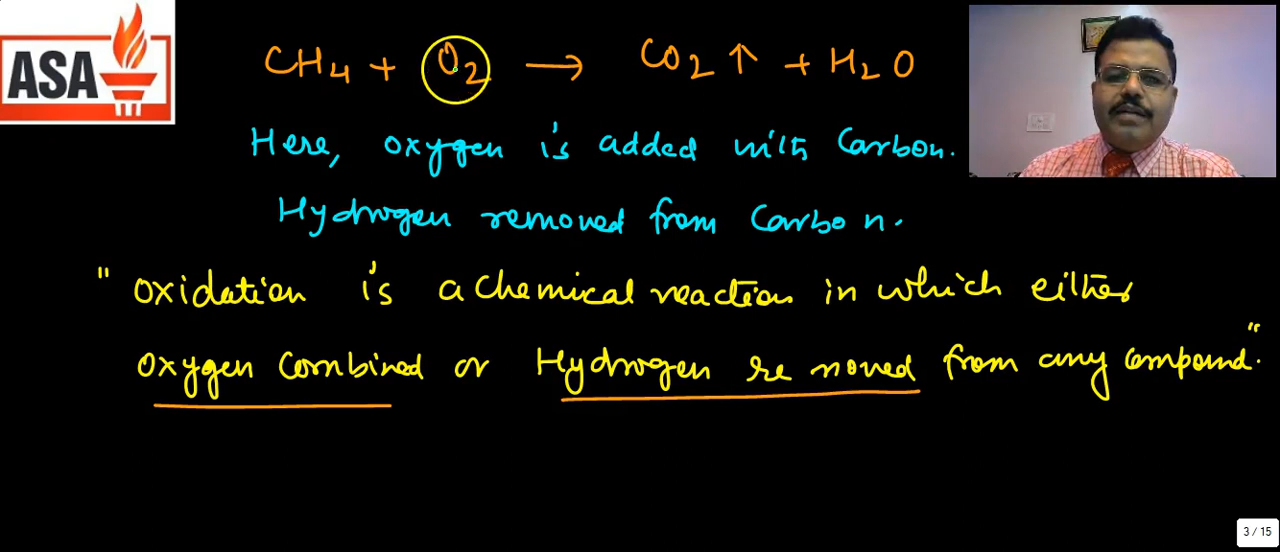 ASA
CH4 + O2 → CO2 ↑ + H2O
Here, oxygen is added with Carbon.
Hydrogen removed from Carbon.
" Oxidation is a chemical reaction in which either
oxygen combined or Hydrogen removed from any compound".
3 / 15